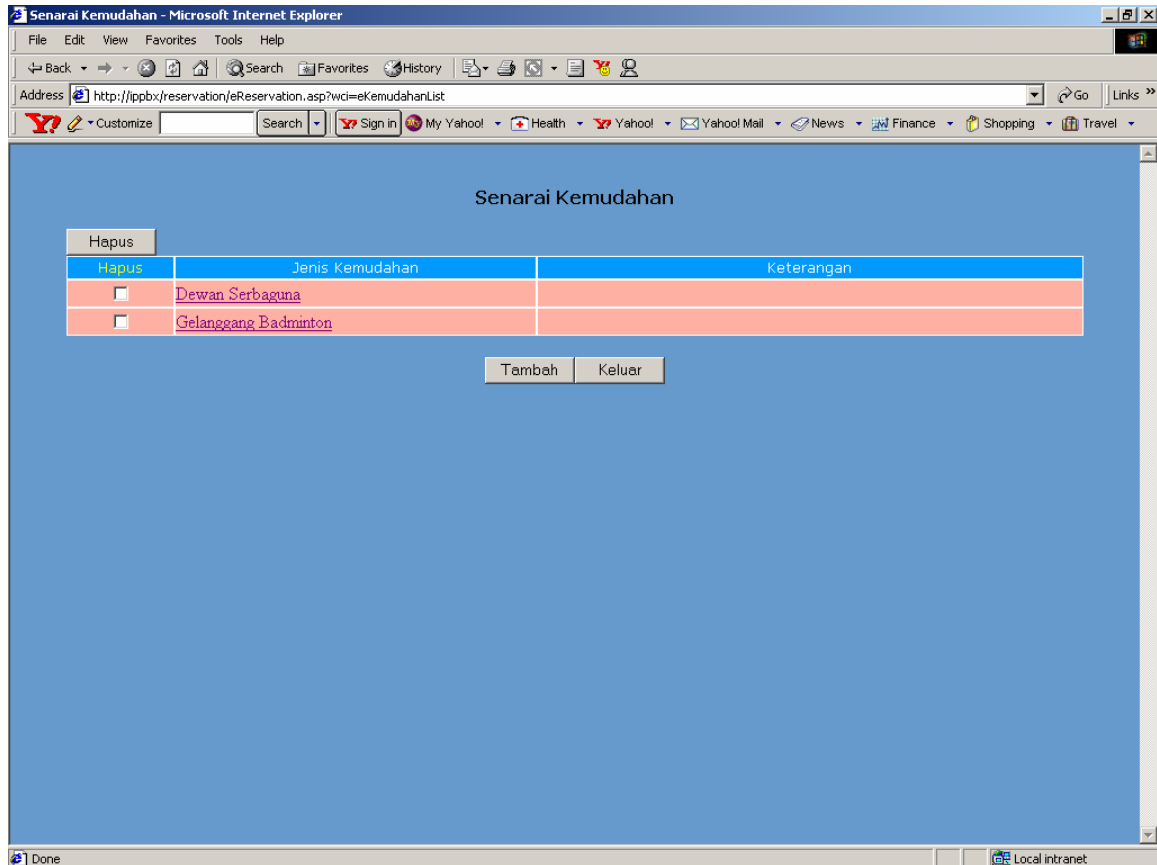 Senarai Kemudahan - Microsoft Internet Explorer
File Edit View Favorites Tools Help
Back Search Favorites History
Address http://ippbx/reservation/eReservation.asp?wci=eKemudahanList Go Links »
Y? Customize Search Sign in My Yahoo! Health Yahoo! Yahoo! Mail News Finance Shopping Travel
Senarai Kemudahan
Hapus
Hapus Jenis Kemudahan Keterangan
Dewan Serbaguna
Gelanggang Badminton
Tambah Keluar
Done Local intranet